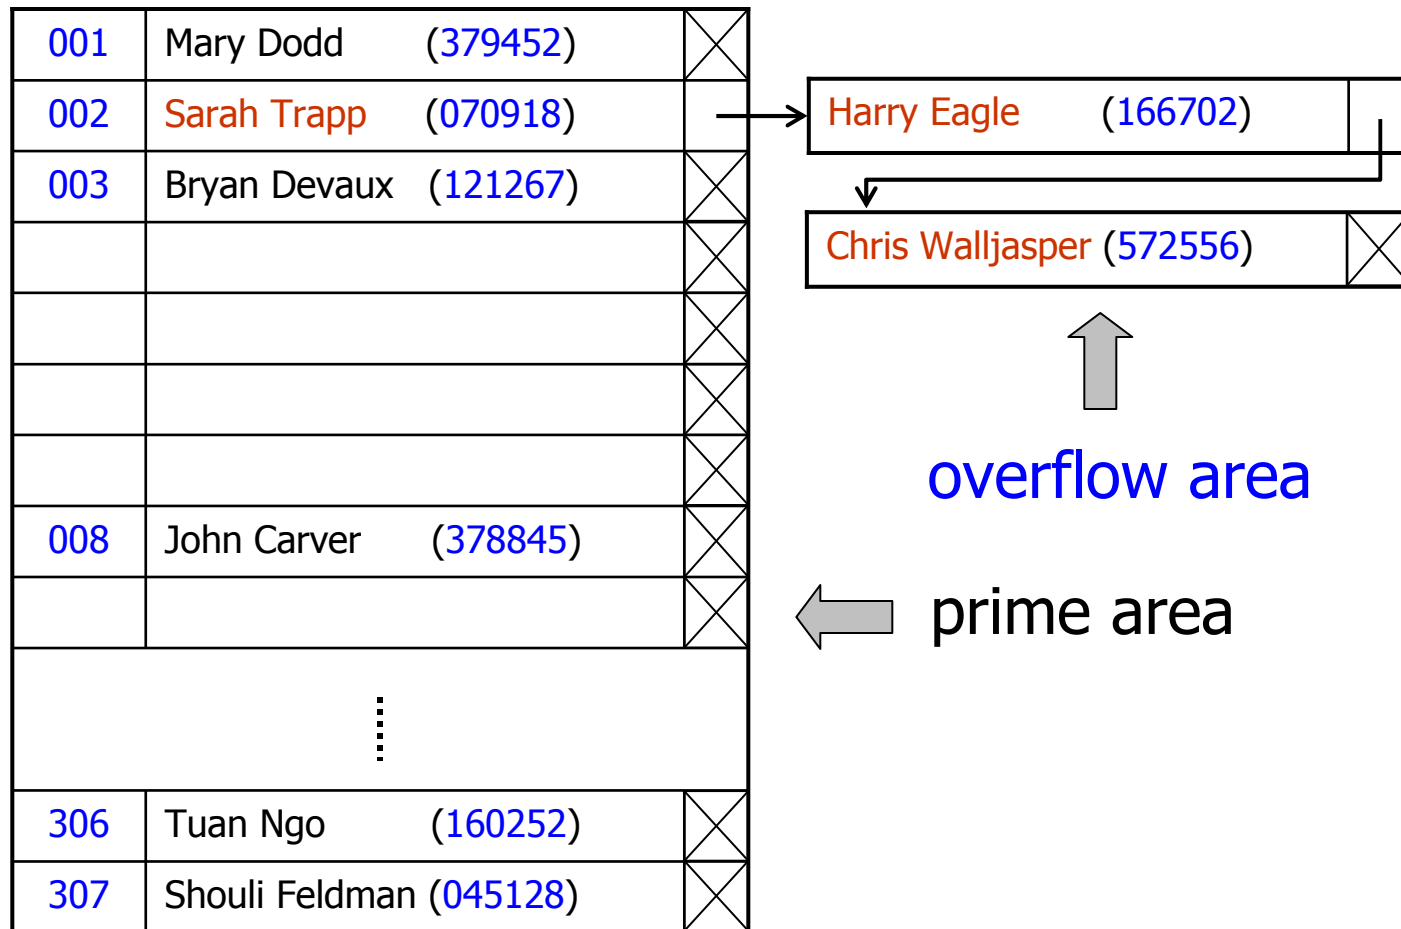 001 Mary Dodd (379452)
002 Sarah Trapp (070918)
Harry Eagle (166702)
003 Bryan Devaux (121267)
Chris Walljasper (572556)
overflow area
008 John Carver (378845)
prime area
306 Tuan Ngo (160252)
307 Shouli Feldman (045128)